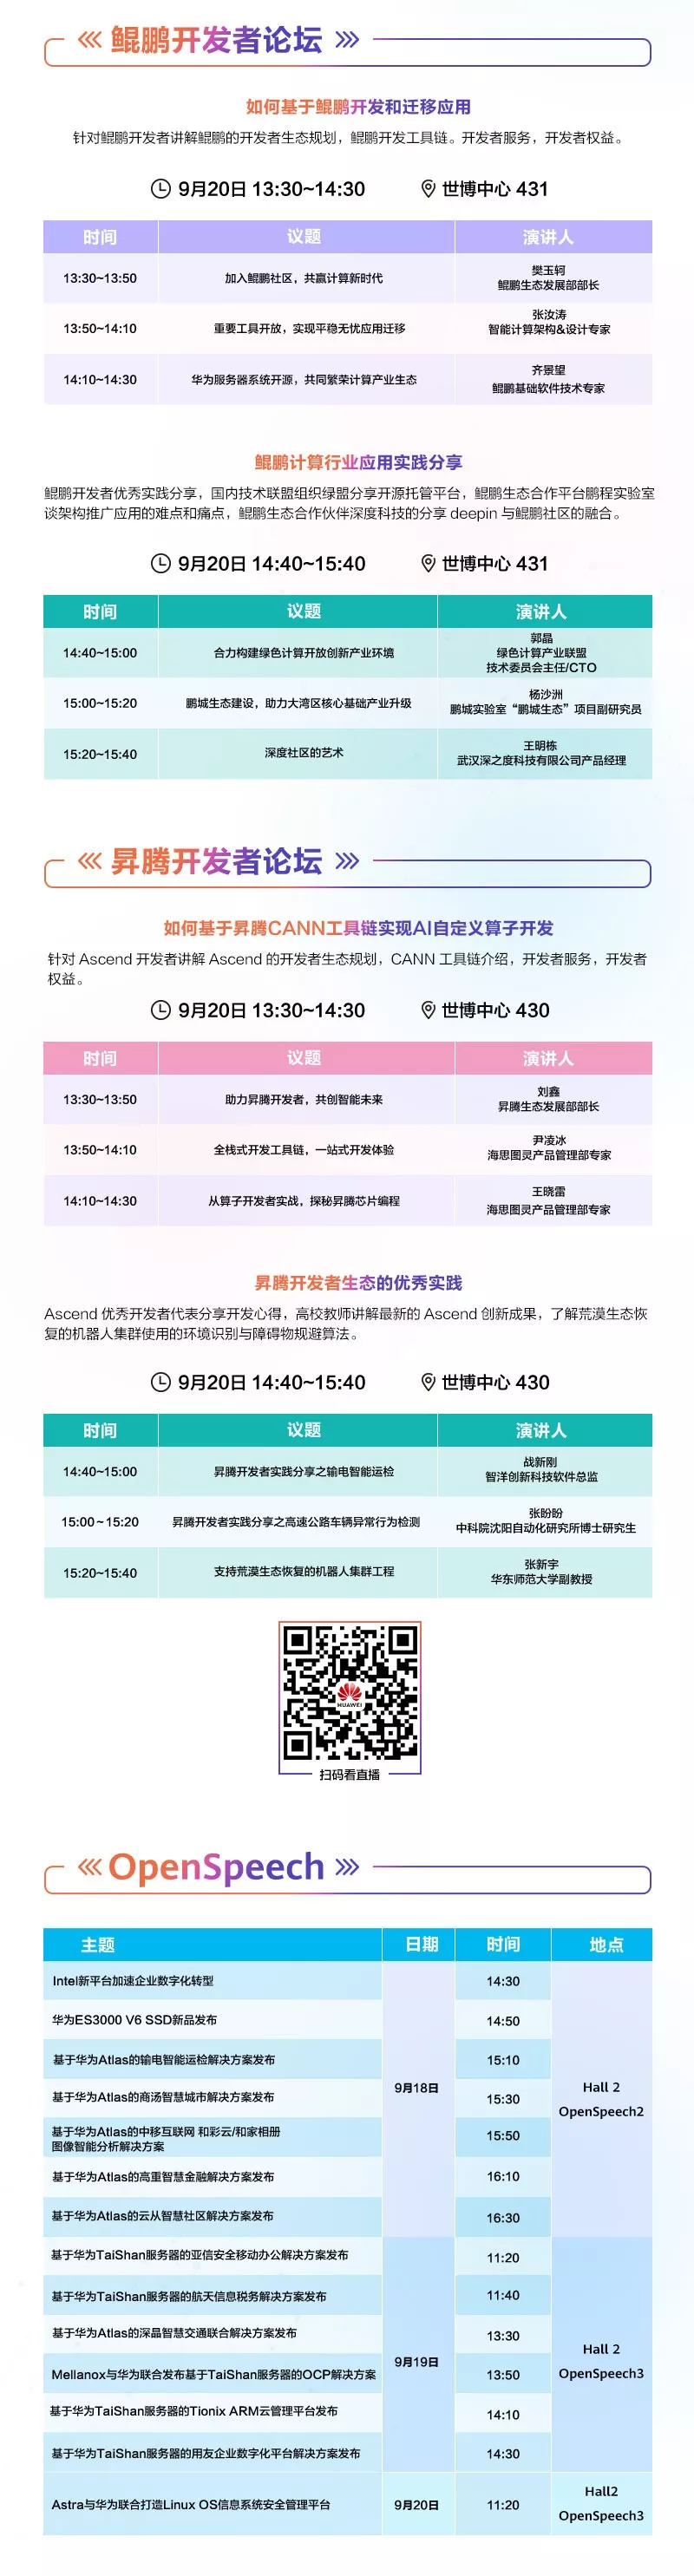 鲲鹏开发者论坛
如何基于鲲鹏开发和迁移应用
针对鲲鹏开发者讲解鲲鹏的开发者生态规划，鲲鹏开发工具链。开发者服务，开发者权益。
9月20日 13:30~14:30 世博中心 431
时间 议题 演讲人
13:30~13:50 加入鲲鹏社区，共赢计算新时代 樊玉轲
鲲鹏生态发展部部长
13:50~14:10 重要工具开放，实现平稳无忧应用迁移 张汝涛
智能计算架构&设计专家
14:10~14:30 华为服务器系统开源，共同繁荣计算产业生态 齐景望
鲲鹏基础软件技术专家
鲲鹏计算行业应用实践分享
鲲鹏开发者优秀实践分享，国内技术联盟组织绿盟分享开源托管平台，鲲鹏生态合作平台鹏程实验室
谈架构推广应用的难点和痛点，鲲鹏生态合作伙伴深度科技的分享 deepin 与鲲鹏社区的融合。
9月20日 14:40~15:40 世博中心 431
时间 议题 演讲人
14:40~15:00 合力构建绿色计算开放创新产业环境 郭晶
绿色计算产业联盟
技术委员会主任/CTO
15:00~15:20 鹏城生态建设，助力大湾区核心基础产业升级 杨沙洲
鹏城实验室“鹏城生态”项目副研究员
15:20~15:40 深度社区的艺术 王明栋
武汉深之度科技有限公司产品经理
昇腾开发者论坛
如何基于昇腾CANN工具链实现AI自定义算子开发
针对 Ascend 开发者讲解 Ascend 的开发者生态规划，CANN 工具链介绍，开发者服务，开发者
权益。
9月20日 13:30~14:30 世博中心 430
时间 议题 演讲人
13:30~13:50 助力昇腾开发者，共创智能未来 刘鑫
昇腾生态发展部部长
13:50~14:10 全栈式开发工具链，一站式开发体验 尹凌冰
海思图灵产品管理部专家
14:10~14:30 从算子开发者实战，探秘昇腾芯片编程 王晓雷
海思图灵产品管理部专家
昇腾开发者生态的优秀实践
Ascend 优秀开发者代表分享开发心得，高校教师讲解最新的 Ascend 创新成果，了解荒漠生态恢
复的机器人集群使用的环境识别与障碍物规避算法。
9月20日 14:40~15:40 世博中心 430
时间 议题 演讲人
14:40~15:00 昇腾开发者实践分享之输电智能运检 战新刚
智洋创新科技软件总监
15:00~15:20 昇腾开发者实践分享之高速公路车辆异常行为检测 张盼盼
中科院沈阳自动化研究所博士研究生
15:20~15:40 支持荒漠生态恢复的机器人集群工程 张新宇
华东师范大学副教授
HUAWEI
扫码看直播
OpenSpeech
主题 日期 时间 地点
Intel新平台加速企业数字化转型 14:30
华为ES3000 V6 SSD新品发布 14:50
基于华为Atlas的输电智能运检解决方案发布 15:10
基于华为Atlas的商汤智慧城市解决方案发布 9月18日 15:30 Hall 2
OpenSpeech2
基于华为Atlas的中移互联网 和彩云/和家相册
图像智能分析解决方案 15:50
基于华为Atlas的高重智慧金融解决方案发布 16:10
基于华为Atlas的云从智慧社区解决方案发布 16:30
基于华为TaiShan服务器的亚信安全移动办公解决方案发布 11:20
基于华为TaiShan服务器的航天信息税务解决方案发布 11:40
基于华为Atlas的深晶智慧交通联合解决方案发布 13:30 Hall 2
Mellanox与华为联合发布基于TaiShan服务器的OCP解决方案 9月19日 13:50 OpenSpeech3
基于华为TaiShan服务器的Tionix ARM云管理平台发布 14:10
基于华为TaiShan服务器的用友企业数字化平台解决方案发布 14:30
Astra与华为联合打造Linux OS信息系统安全管理平台 9月20日 11:20 Hall2
OpenSpeech3